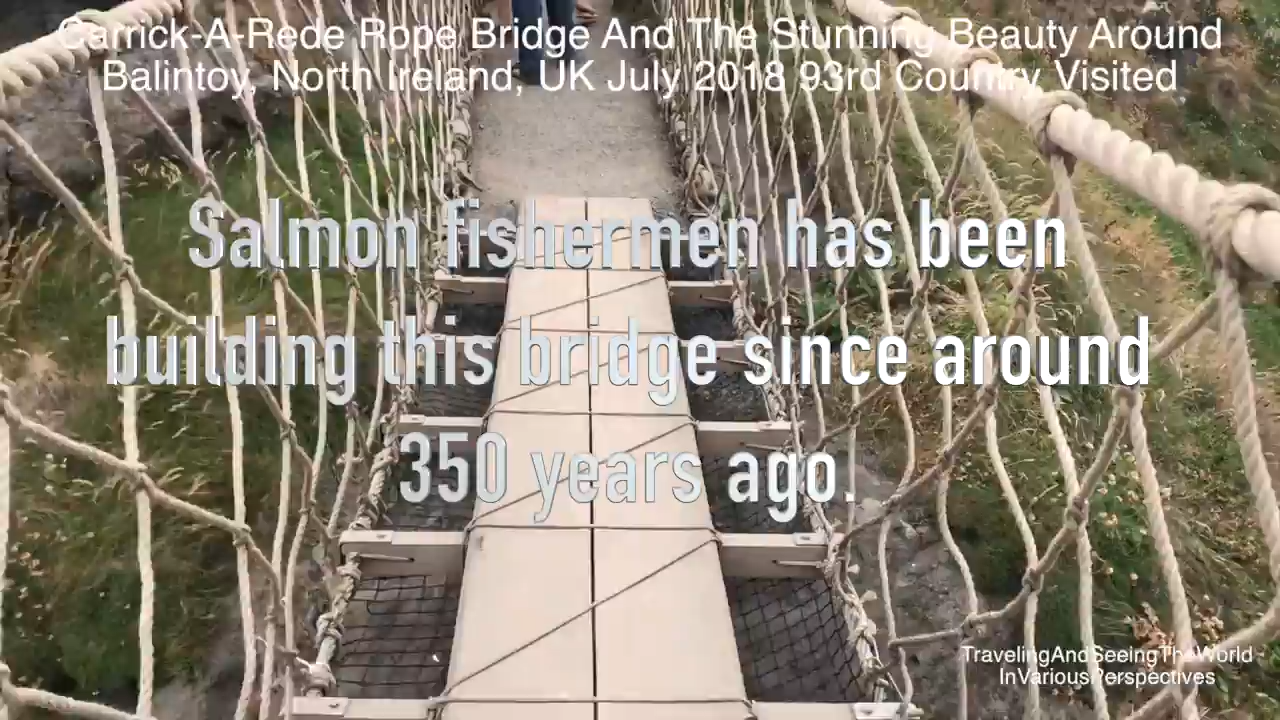 Carrick-A-Rede Rope Bridge And The Stunning Beauty Around
Balintoy, North Ireland, UK July 2018 93rd Country Visited
Salmon fishermen has been
building this bridge since around
350 years ago.
TravelingAndSeeingTheWorld
InVariousPerspectives